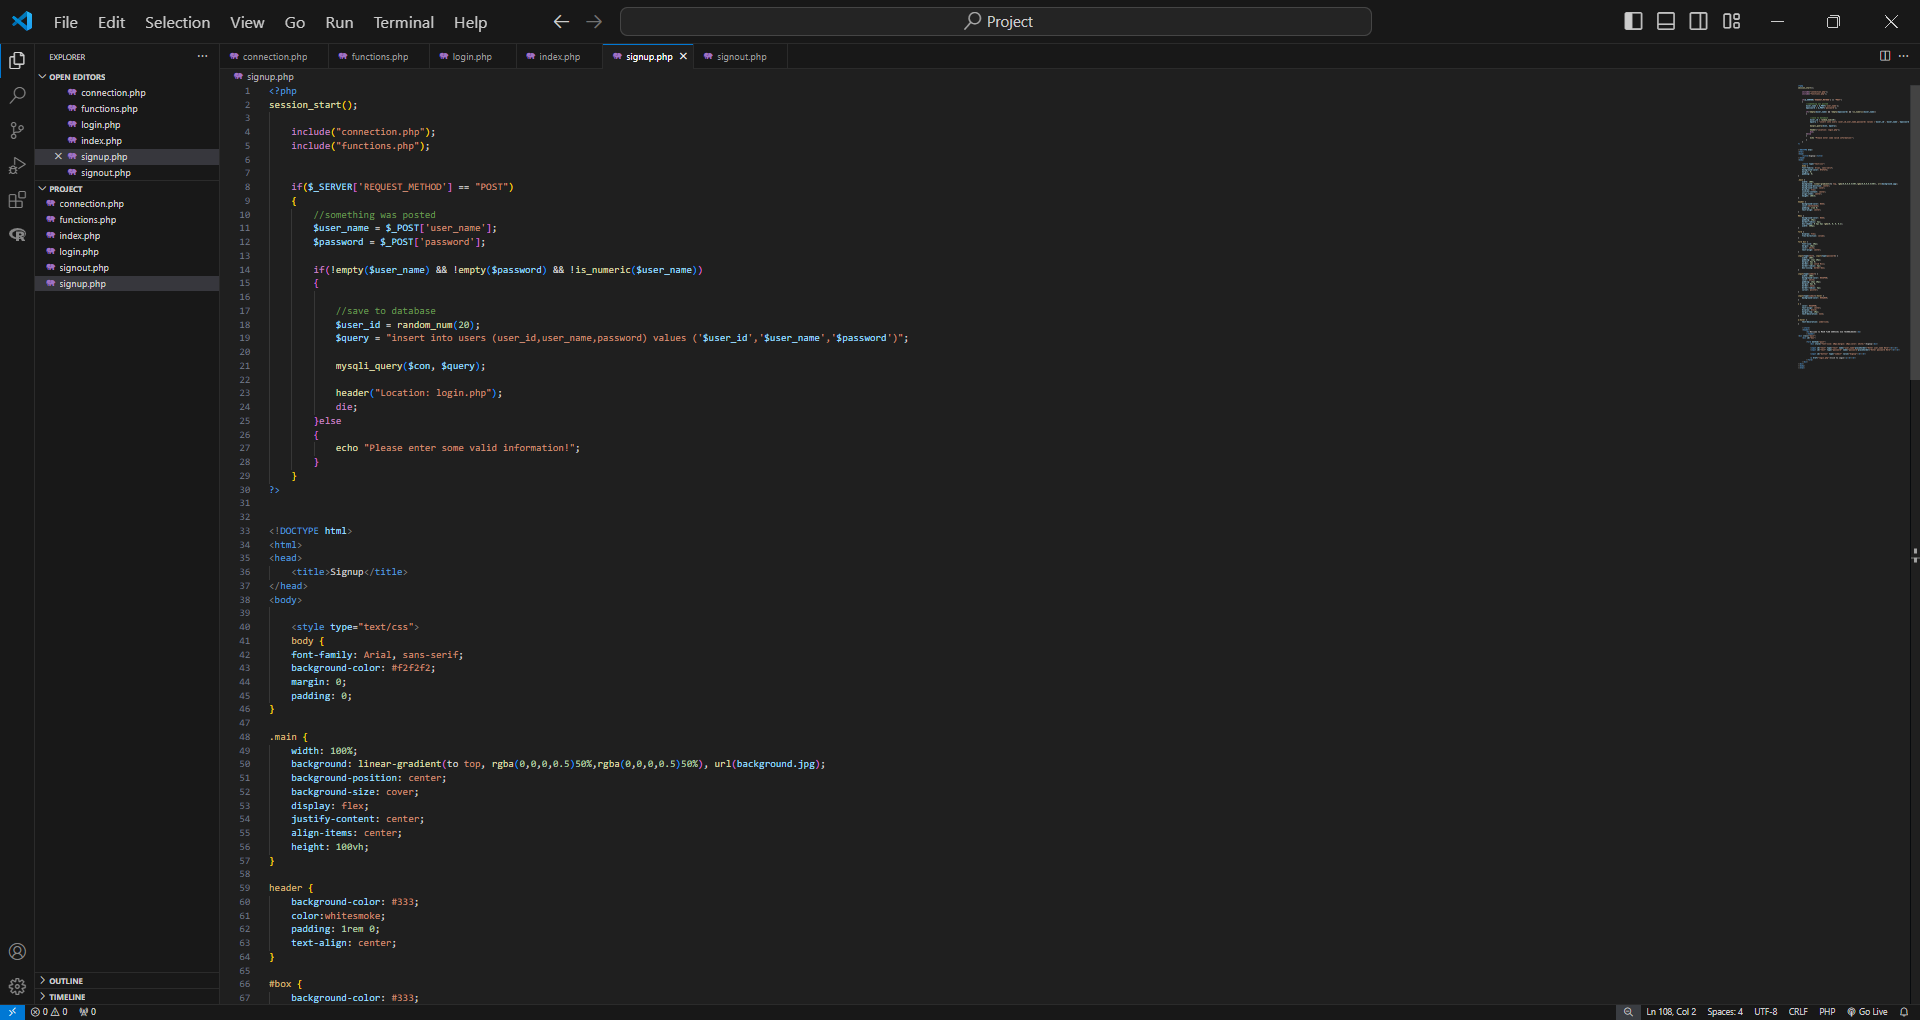 File Edit Selection View Go Run Terminal Help
Project
EXPLORER
OPEN EDITORS
connection.php
functions.php
login.php
index.php
signup.php
signout.php
PROJECT
connection.php
functions.php
index.php
login.php
signout.php
signup.php
OUTLINE
TIMELINE
connection.php functions.php login.php index.php signup.php signout.php
signup.php
1 <?php
2 session_start();
3
4 include("connection.php");
5 include("functions.php");
6
7
8 if($_SERVER['REQUEST_METHOD'] == "POST")
9 {
10 //something was posted
11 $user_name = $_POST['user_name'];
12 $password = $_POST['password'];
13
14 if(!empty($user_name) && !empty($password) && !is_numeric($user_name))
15 {
16
17 //save to database
18 $user_id = random_num(20);
19 $query = "insert into users (user_id,user_name,password) values ('$user_id','$user_name','$password')";
20
21 mysqli_query($con, $query);
22
23 header("Location: login.php");
24 die;
25 }else
26 {
27 echo "Please enter some valid information!";
28 }
29 }
30 ?>
31
32
33 <!DOCTYPE html>
34 <html>
35 <head>
36 <title>Signup</title>
37 </head>
38 <body>
39
40 <style type="text/css">
41 body {
42 font-family: Arial, sans-serif;
43 background-color: #f2f2f2;
44 margin: 0;
45 padding: 0;
46 }
47
48 .main {
49 width: 100%;
50 background: linear-gradient(to top, rgba(0,0,0,0.5)50%,rgba(0,0,0,0.5)50%), url(background.jpg);
51 background-position: center;
52 background-size: cover;
53 display: flex;
54 justify-content: center;
55 align-items: center;
56 height: 100vh;
57 }
58
59 header {
60 background-color: #333;
61 color:whitesmoke;
62 padding: 1rem 0;
63 text-align: center;
64 }
65
66 #box {
67 background-color: #333;
0 0 0 Ln 108, Col 2 Spaces: 4 UTF-8 CRLF PHP Go Live